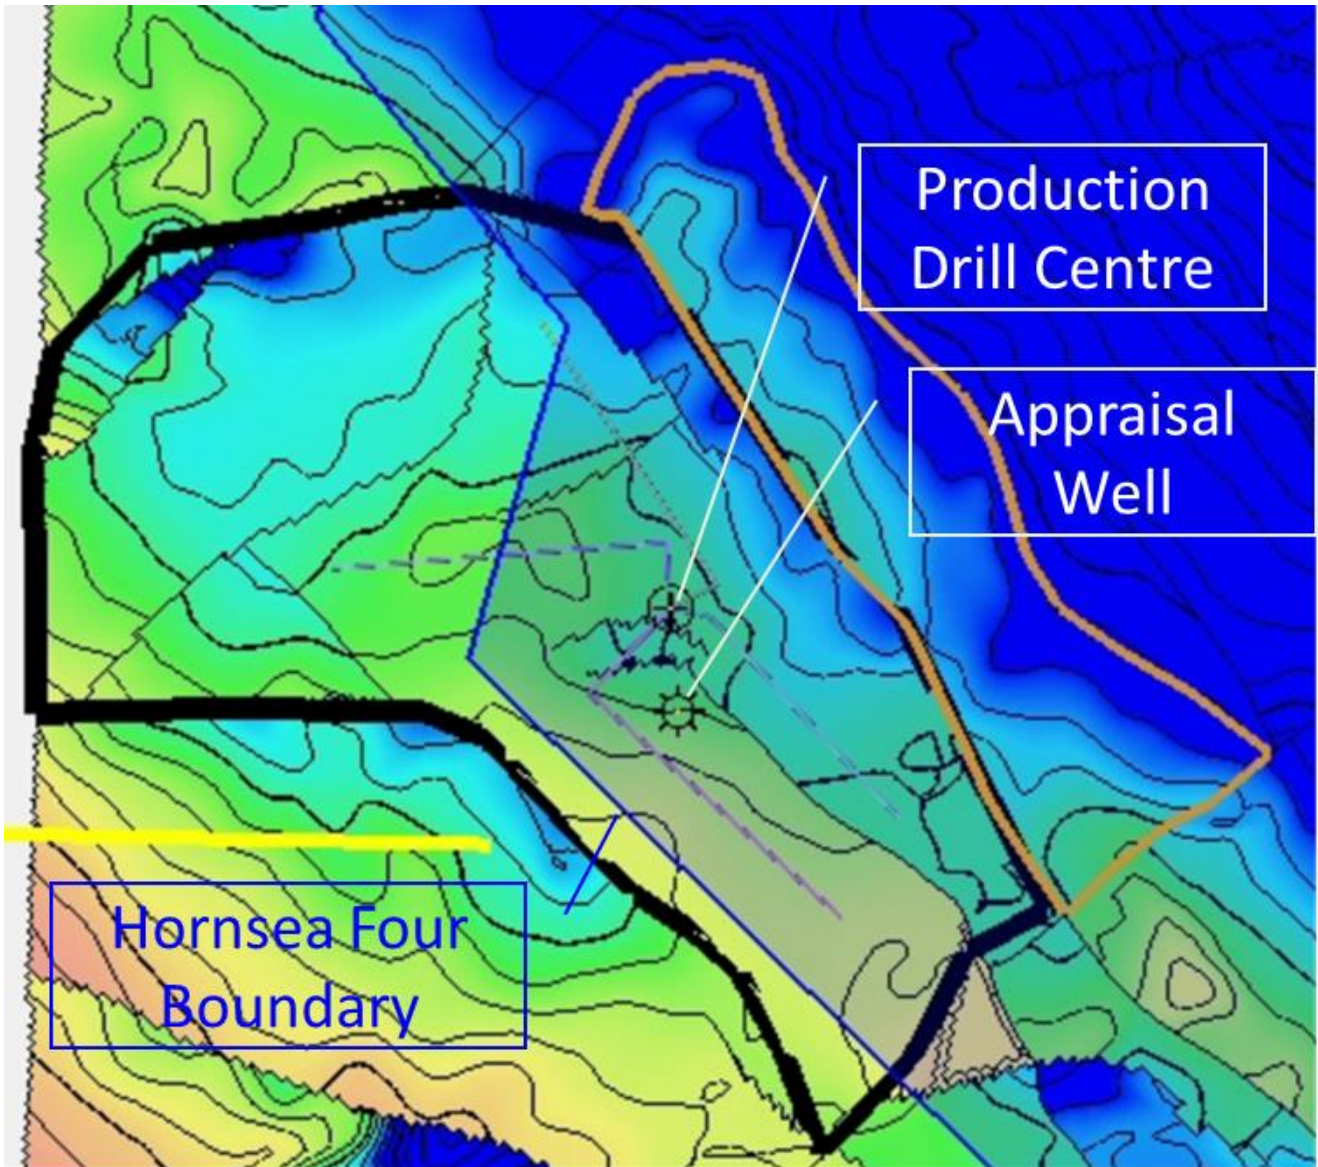 Production
Drill Centre
Appraisal
Well
Hornsea Four
Boundary